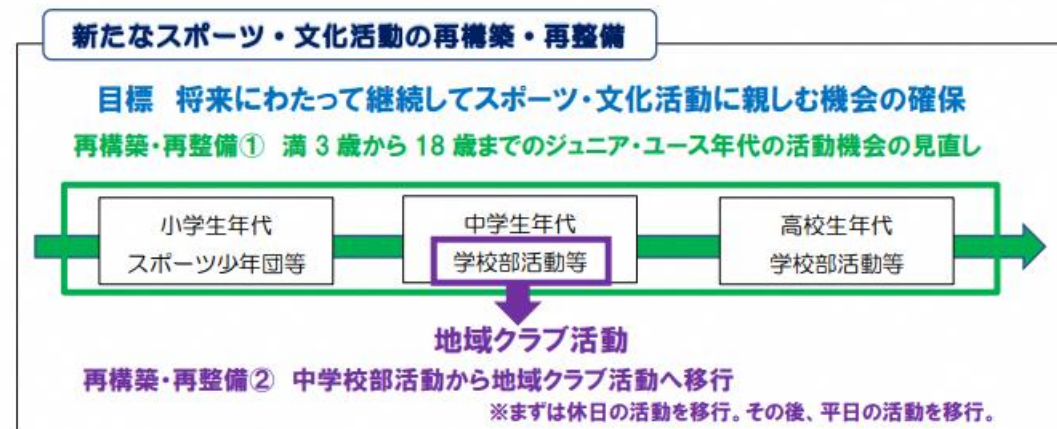 新たなスポーツ・文化活動の再構築・再整備
目標 将来にわたって継続してスポーツ・文化活動に親しむ機会の確保
再構築・再整備① 満3歳から18歳までのジュニア・ユース年代の活動機会の見直し
小学生年代
スポーツ少年団等
中学生年代
学校部活動等
高校生年代
学校部活動等
地域クラブ活動
再構築・再整備② 中学校部活動から地域クラブ活動へ移行
※まずは休日の活動を移行。その後、平日の活動を移行。